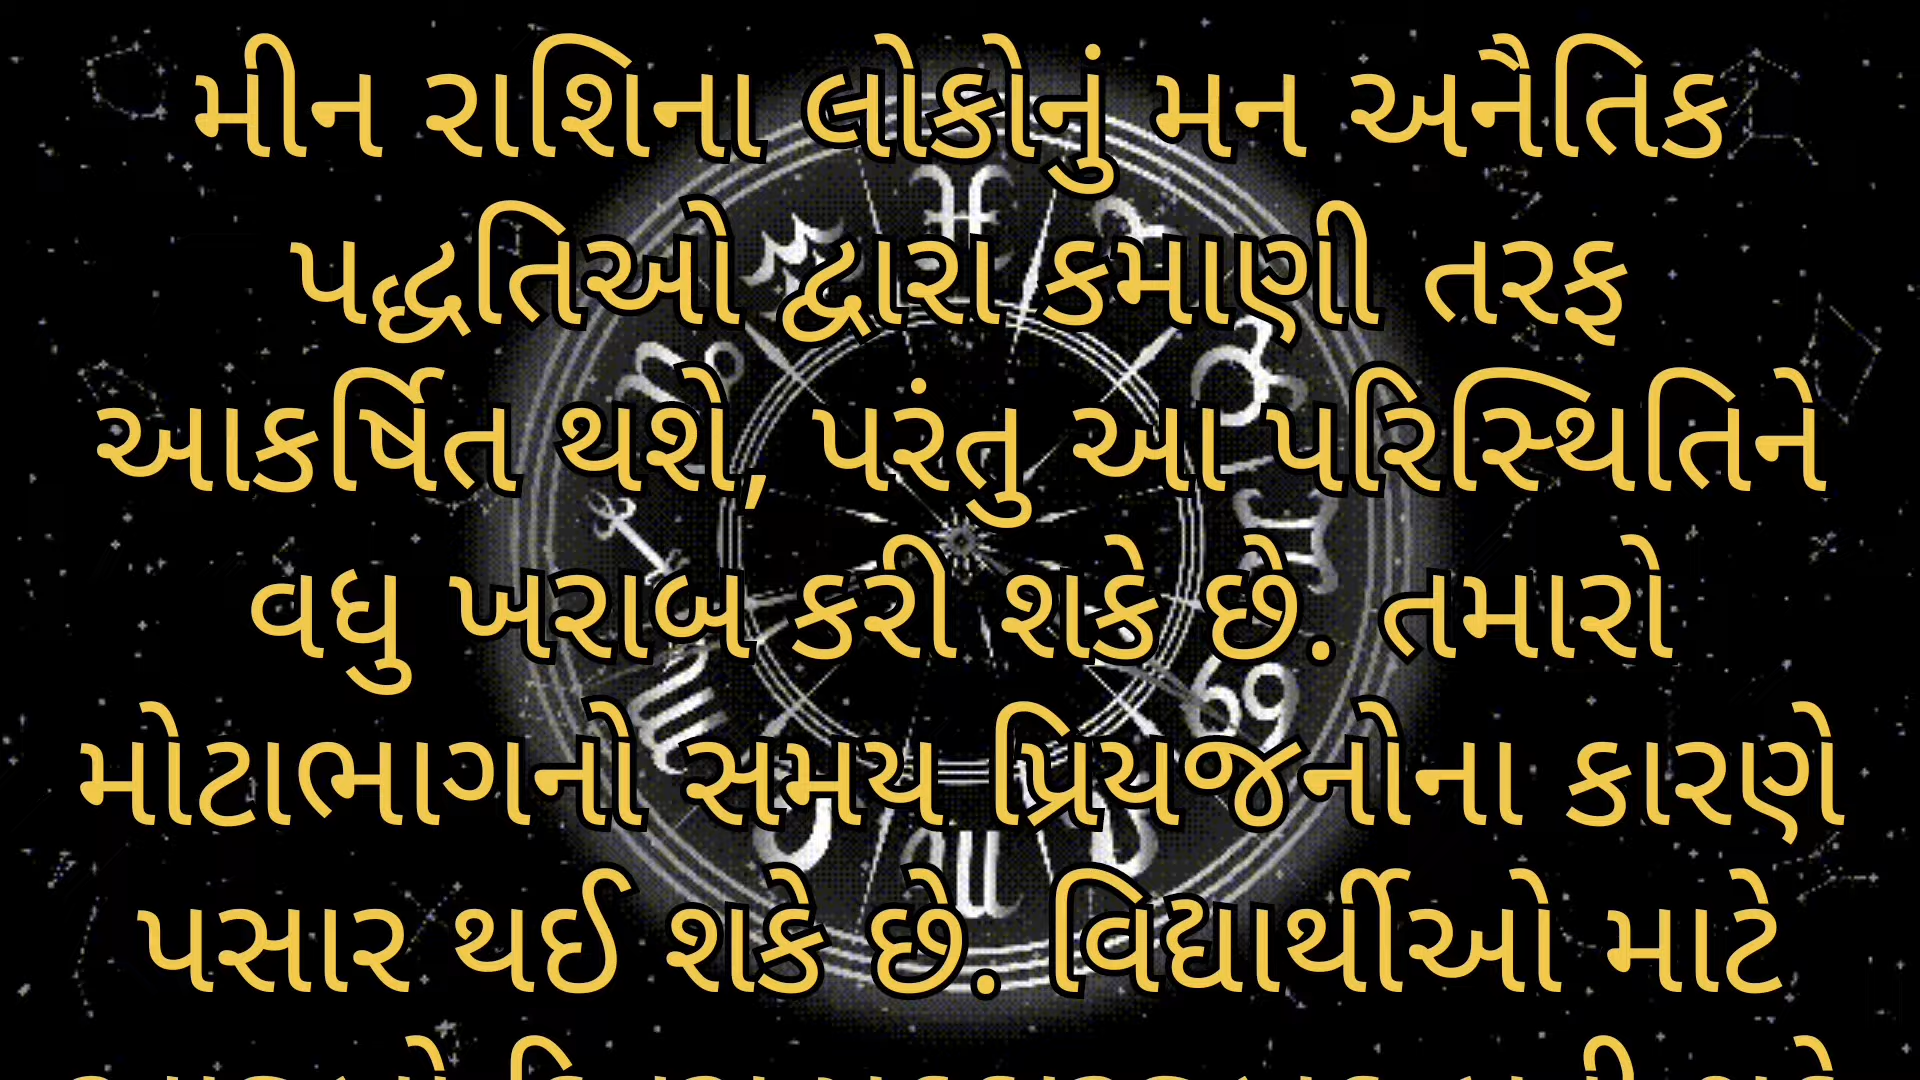 મીન રાશિના લોકોનું મન અનૈતિક
પદ્ધતિઓ દ્વારા કમાણી તરફ
આકર્ષિત થશે, પરંતુ આ પરિસ્થિતિને
વધુ ખરાબ કરી શકે છે. તમારો
મોટાભાગનો સમય પ્રિયજનોના કારણે
પસાર થઈ શકે છે. વિદ્યાર્થીઓ માટે